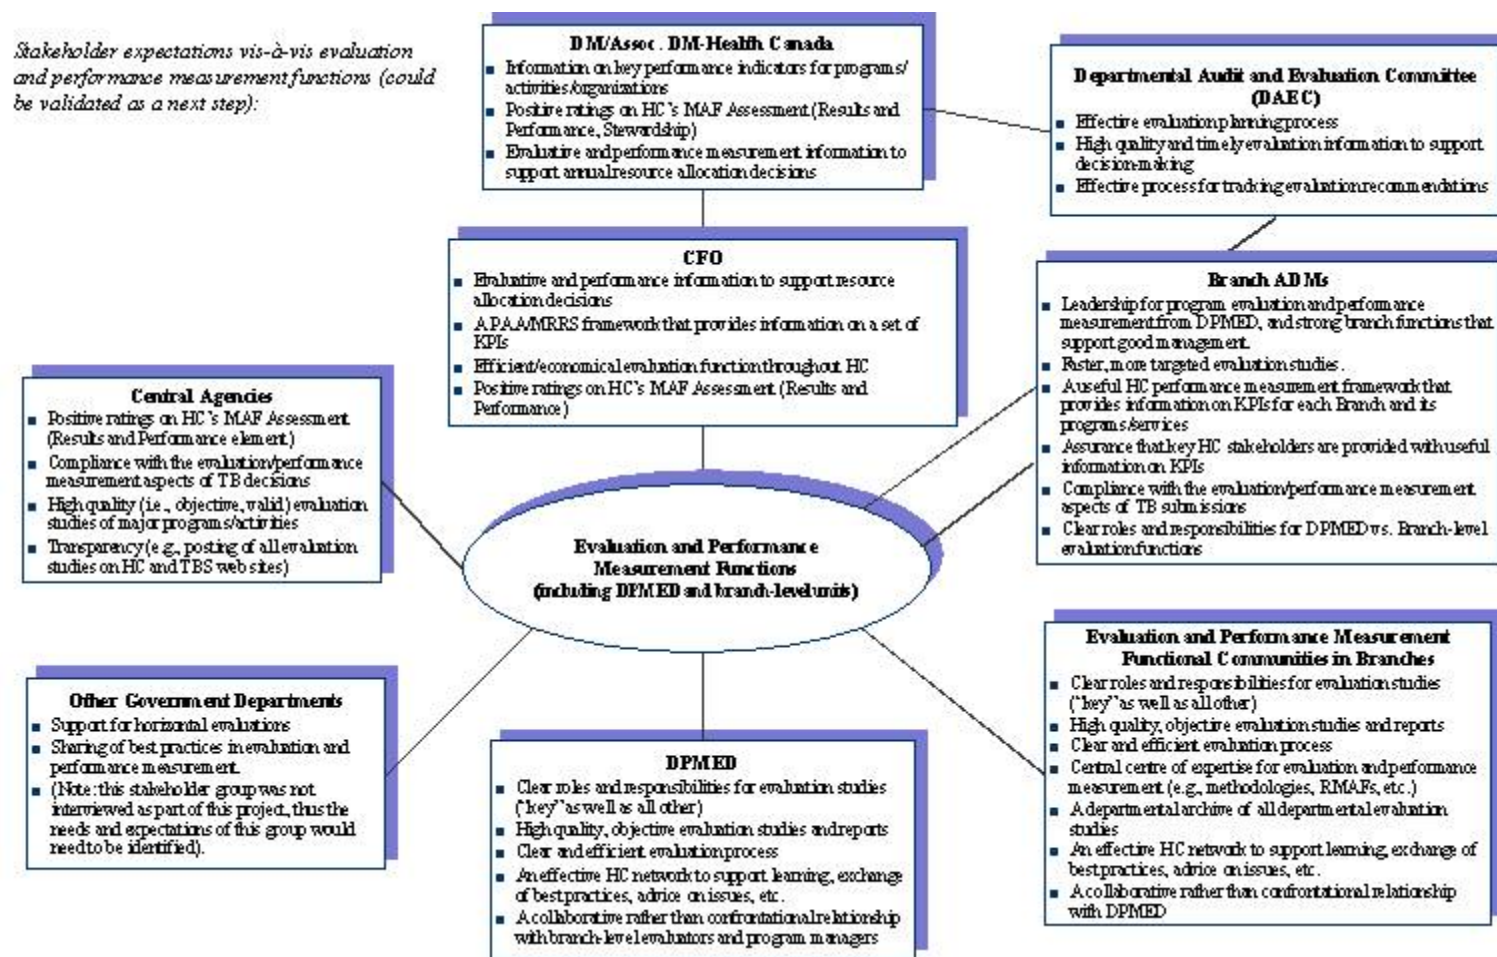 Stakeholder expectations vis-à-vis evaluation
and performance measurement functions (could
be validated as a next step):
DM/Assoc. DM-Health Canada
■ Information on key performance indicators for programs/
activities/organizations
■ Positive ratings on HC's MAF Assessment (Results and
Performance, Stewardship)
■ Evaluative and performance measurement information to
support annual resource allocation decisions
Departmental Audit and Evaluation Committee
(DAEC)
■ Effective evaluation planning process
■ High quality and timely evaluation information to support
decision-making
■ Effective process for tracking evaluation recommendations
CFO
■ Evaluative and performance information to support resource
allocation decisions
■ A PAA/MRRS framework that provides information on a set of
KPIs
■ Efficient/economical evaluation function throughout HC
■ Positive ratings on HC's MAF Assessment (Results and
Performance)
Branch ADMs
■ Leadership for program evaluation and performance
measurement from DPMED, and strong branch functions that
support good management.
■ Faster, more targeted evaluation studies.
■ A useful HC performance measurement framework that
provides information on KPIs for each Branch and its
programs/services
■ Assurance that key HC stakeholders are provided with useful
information on KPIs
■ Compliance with the evaluation/performance measurement
aspects of TB submissions
■ Clear roles and responsibilities for DPMED vs. Branch-level
evaluation functions
Central Agencies
■ Positive ratings on HC's MAF Assessment
(Results and Performance element)
■ Compliance with the evaluation/performance
measurement aspects of TB decisions
■ High quality (i.e., objective, valid) evaluation
studies of major programs/activities
■ Transparency (e.g., posting of all evaluation
studies on HC and TBS web sites)
Evaluation and Performance
Measurement Functions
(including DPMED and branch-level units)
Other Government Departments
■ Support for horizontal evaluations
■ Sharing of best practices in evaluation and
performance measurement.
■ (Note: this stakeholder group was not
interviewed as part of this project, thus the
needs and expectations of this group would
need to be identified).
DPMED
■ Clear roles and responsibilities for evaluation studies
("key" as well as all other)
■ High quality, objective evaluation studies and reports
■ Clear and efficient evaluation process
■ An effective HC network to support learning, exchange
of best practices, advice on issues, etc.
■ A collaborative rather than confrontational relationship
with branch-level evaluators and program managers
Evaluation and Performance Measurement
Functional Communities in Branches
■ Clear roles and responsibilities for evaluation studies
("key" as well as all other)
■ High quality, objective evaluation studies and reports
■ Clear and efficient evaluation process
■ Central centre of expertise for evaluation and performance
measurement (e.g., methodologies, RMAFs, etc.)
■ A departmental archive of all departmental evaluation
studies
■ An effective HC network to support learning, exchange of
best practices, advice on issues, etc.
■ A collaborative rather than confrontational relationship
with DPMED